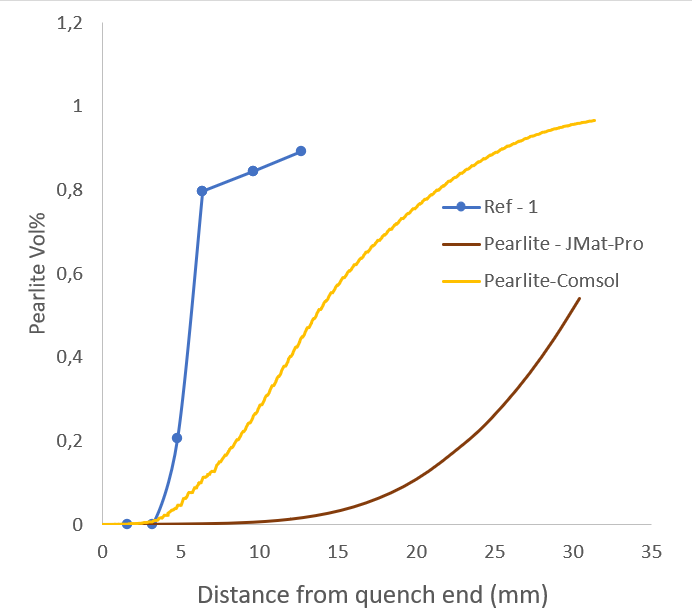 1,2
1
0,8
0,6
0,4
0,2
0
Pearlite Vol%
Ref - 1
Pearlite - JMat-Pro
Pearlite-Comsol
0 5 10 15 20 25 30 35
Distance from quench end (mm)